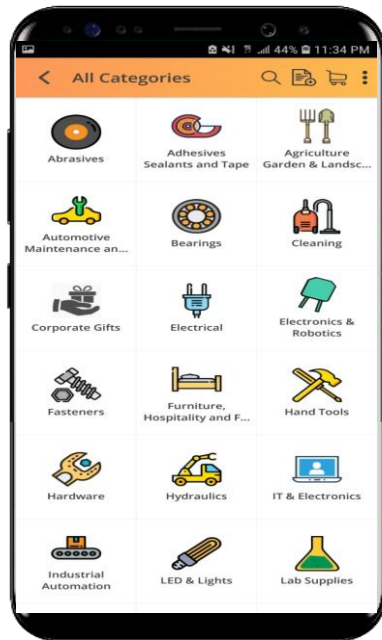 44% 11:34 PM
All Categories
Abrasives
Adhesives
Sealants and Tape
Agriculture
Garden & Landsc...
Automotive
Maintenance an...
Bearings
Cleaning
Corporate Gifts
Electrical
Electronics &
Robotics
Fasteners
Furniture,
Hospitality and F...
Hand Tools
Hardware
Hydraulics
IT & Electronics
Industrial
Automation
LED & Lights
Lab Supplies